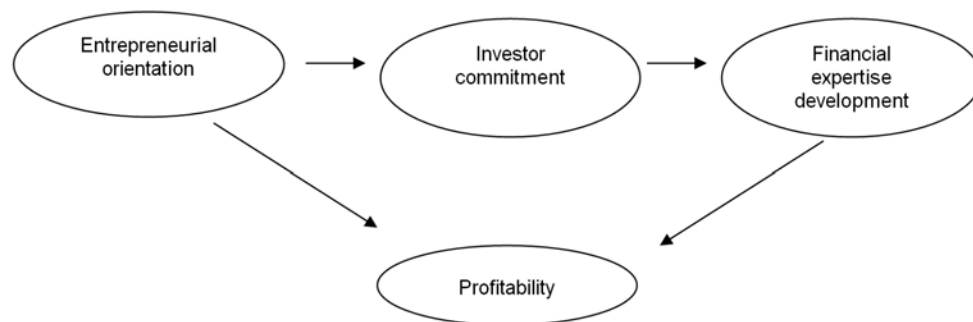 Entrepreneurial
orientation
Investor
commitment
Financial
expertise
development
Profitability